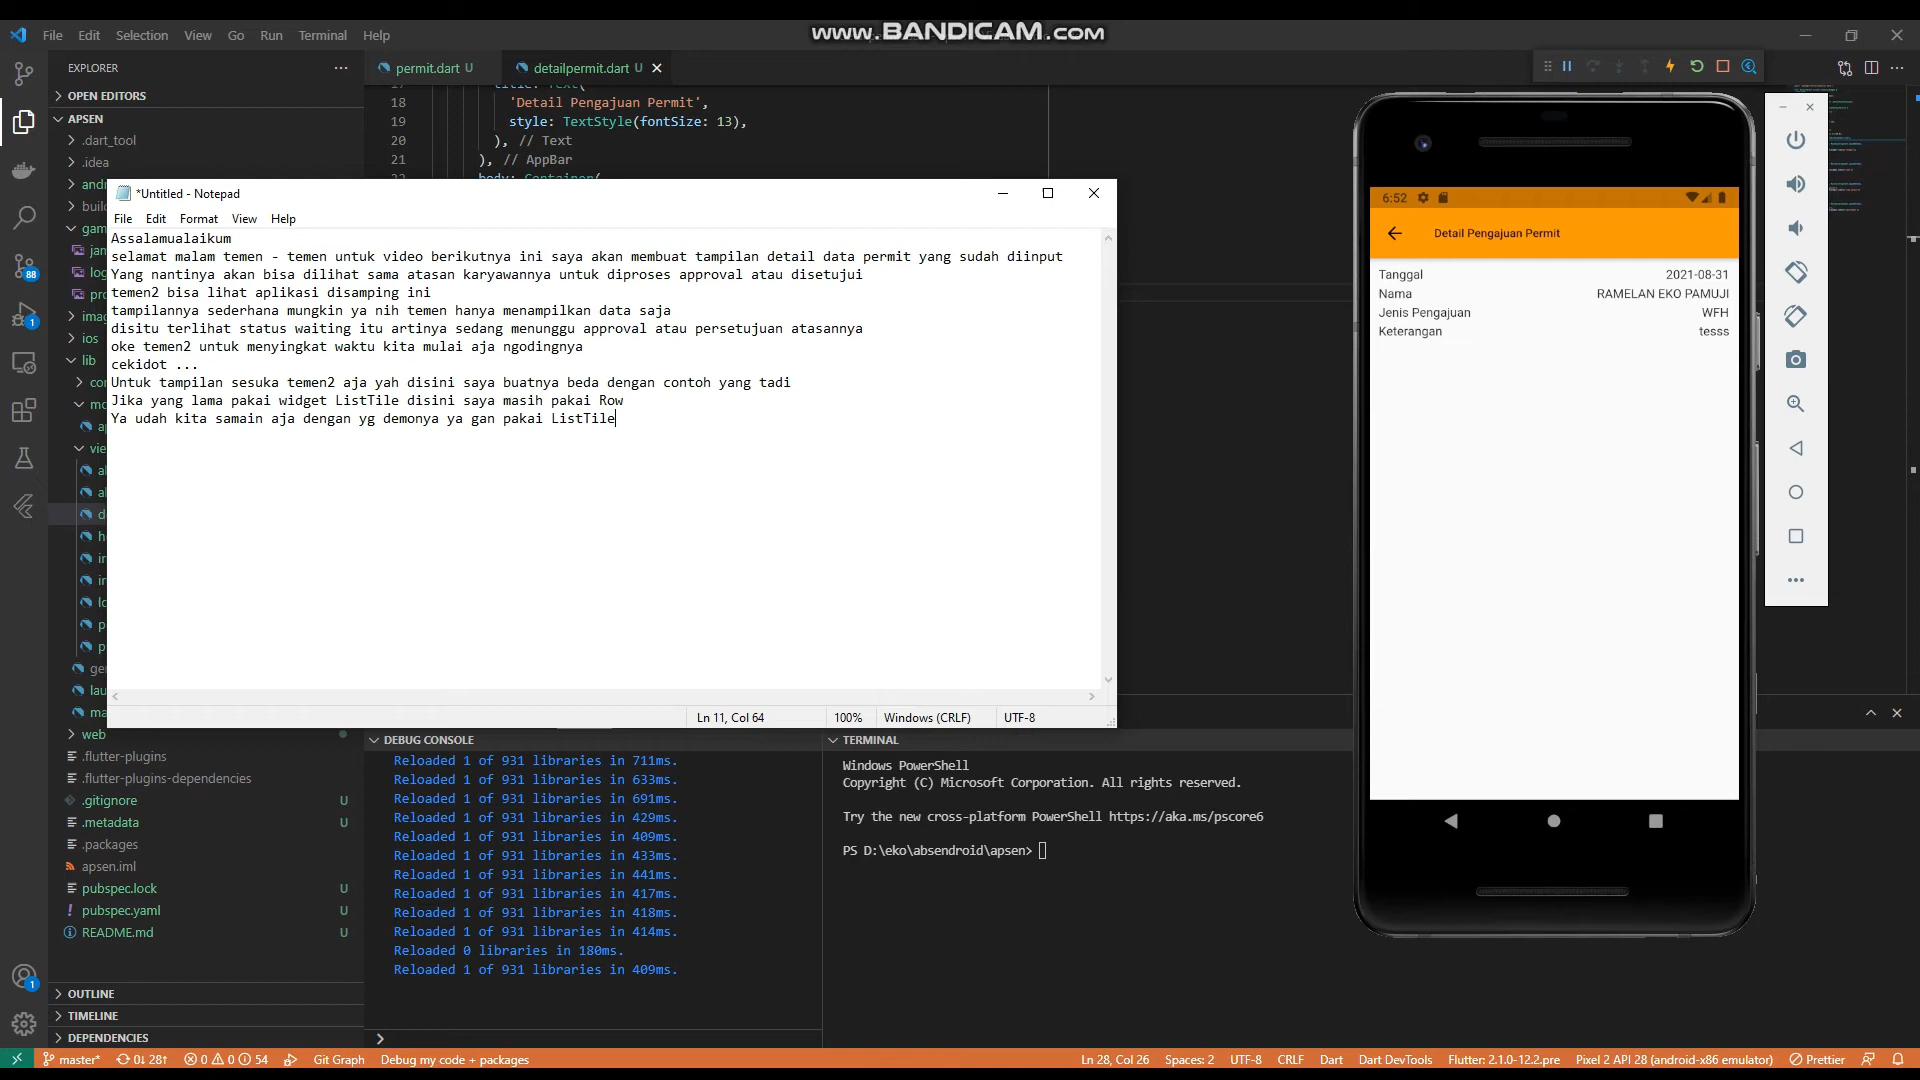 www.BANDICAM.com
File Edit Selection View Go Run Terminal Help
EXPLORER
permit.dart U
detailpermit.dart U
OPEN EDITORS
APSEN
.dart_tool
.idea
18 'Detail Pengajuan Permit',
19 style: TextStyle(fontSize: 13),
20 ), // Text
21 ), // AppBar
*Untitled - Notepad
File Edit Format View Help
Assalamualaikum
selamat malam temen - temen untuk video berikutnya ini saya akan membuat tampilan detail data permit yang sudah diinput
Yang nantinya akan bisa dilihat sama atasan karyawannya untuk diproses approval atau disetujui
temen2 bisa lihat aplikasi disamping ini
tampilannya sederhana mungkin ya nih temen hanya menampilkan data saja
disitu terlihat status waiting itu artinya sedang menunggu approval atau persetujuan atasannya
oke temen2 untuk menyingkat waktu kita mulai aja ngodingnya
cekidot ...
Untuk tampilan sesuka temen2 aja yah disini saya buatnya beda dengan contoh yang tadi
Jika yang lama pakai widget ListTile disini saya masih pakai Row
Ya udah kita samain aja dengan yg demonya ya gan pakai ListTile
Ln 11, Col 64 100% Windows (CRLF) UTF-8
6:52
Detail Pengajuan Permit
Tanggal 2021-08-31
Nama RAMELAN EKO PAMUJI
Jenis Pengajuan WFH
Keterangan tesss
88
1
ios
lib
web
.flutter-plugins
.flutter-plugins-dependencies
.gitignore U
.metadata U
.packages
apsen.iml
pubspec.lock U
pubspec.yaml U
README.md U
OUTLINE
TIMELINE
DEPENDENCIES
1
DEBUG CONSOLE
Reloaded 1 of 931 libraries in 711ms.
Reloaded 1 of 931 libraries in 633ms.
Reloaded 1 of 931 libraries in 691ms.
Reloaded 1 of 931 libraries in 429ms.
Reloaded 1 of 931 libraries in 409ms.
Reloaded 1 of 931 libraries in 433ms.
Reloaded 1 of 931 libraries in 441ms.
Reloaded 1 of 931 libraries in 417ms.
Reloaded 1 of 931 libraries in 418ms.
Reloaded 1 of 931 libraries in 414ms.
Reloaded 0 libraries in 180ms.
Reloaded 1 of 931 libraries in 409ms.
TERMINAL
Windows PowerShell
Copyright (C) Microsoft Corporation. All rights reserved.
Try the new cross-platform PowerShell https://aka.ms/pscore6
PS D:\eko\absendroid\apsen>
master* 0↓ 28↑ 0 0 54 Git Graph Debug my code + packages Ln 28, Col 26 Spaces: 2 UTF-8 CRLF Dart Dart DevTools Flutter: 2.1.0-12.2.pre Pixel 2 API 28 (android-x86 emulator) Prettier